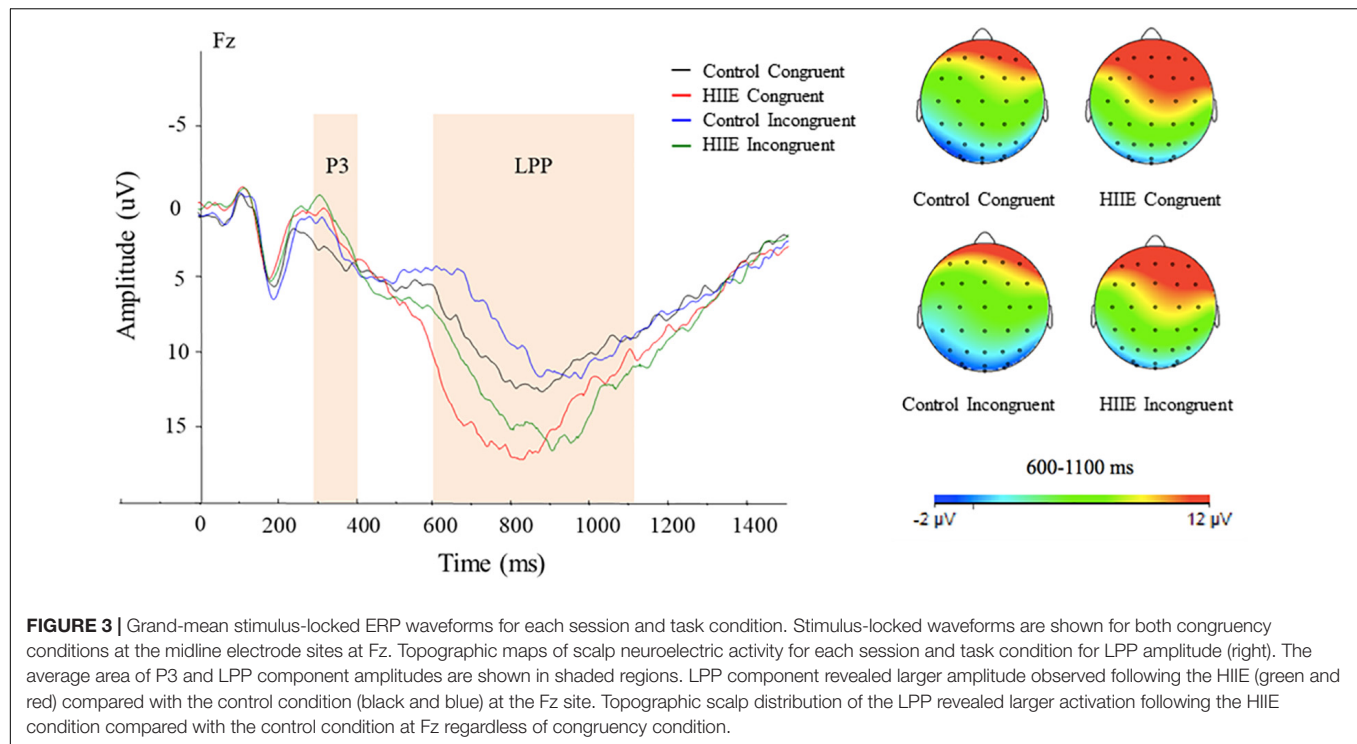 Fz
Control Congruent
HIIE Congruent
Control Incongruent
HIIE Incongruent
P3
LPP
-5
0
5
10
15
Amplitude (uV)
0
200
400
600
800
1000
1200
1400
Time (ms)
Control Congruent
HIIE Congruent
Control Incongruent
HIIE Incongruent
600-1100 ms
-2 µV
12 µV
FIGURE 3 | Grand-mean stimulus-locked ERP waveforms for each session and task condition. Stimulus-locked waveforms are shown for both congruency
conditions at the midline electrode sites at Fz. Topographic maps of scalp neuroelectric activity for each session and task condition for LPP amplitude (right). The
average area of P3 and LPP component amplitudes are shown in shaded regions. LPP component revealed larger amplitude observed following the HIIE (green and
red) compared with the control condition (black and blue) at the Fz site. Topographic scalp distribution of the LPP revealed larger activation following the HIIE
condition compared with the control condition at Fz regardless of congruency condition.